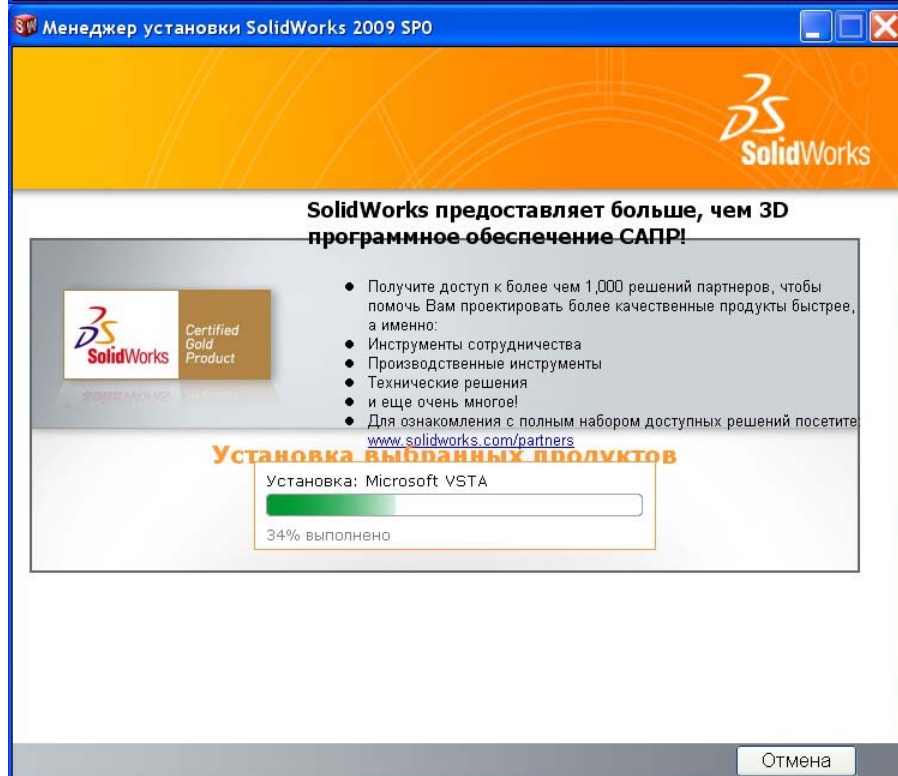 Менеджер установки SolidWorks 2009 SP0
SolidWorks
SolidWorks предоставляет больше, чем 3D
программное обеспечение САПР!
Certified
Gold
Product
SolidWorks
● Получите доступ к более чем 1,000 решений партнеров, чтобы
помочь Вам проектировать более качественные продукты быстрее,
а именно:
● Инструменты сотрудничества
● Производственные инструменты
● Технические решения
● и еще очень многое!
● Для ознакомления с полным набором доступных решений посетите:
www.solidworks.com/partners
Установка выбранных продуктов
Установка: Microsoft VSTA
34% выполнено
Отмена